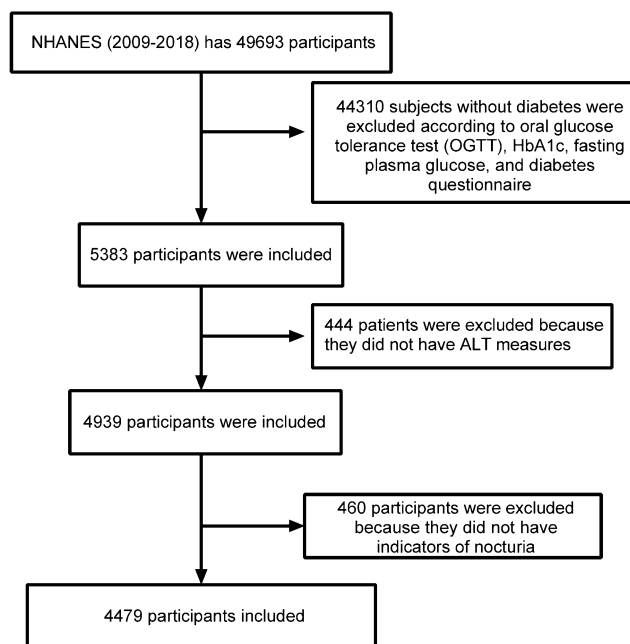 NHANES (2009-2018) has 49693 participants
44310 subjects without diabetes were
excluded according to oral glucose
tolerance test (OGTT), HbA1c, fasting
plasma glucose, and diabetes
questionnaire
5383 participants were included
444 patients were excluded because
they did not have ALT measures
4939 participants were included
460 participants were excluded
because they did not have
indicators of nocturia
4479 participants included